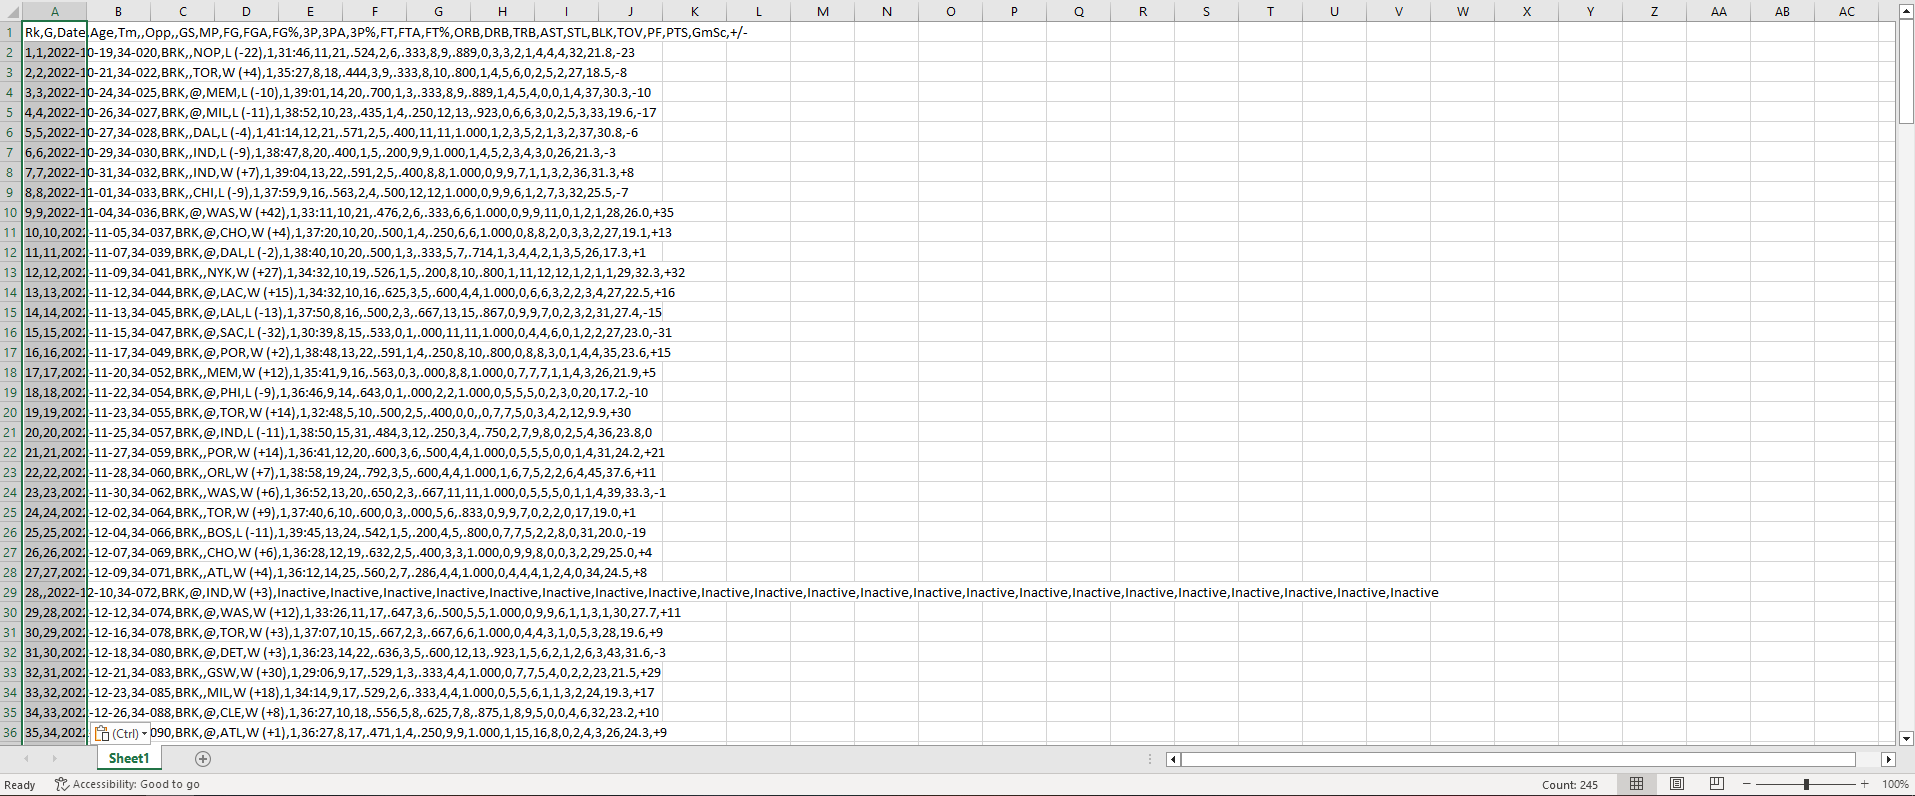 A B C D E F G H I J K L M N O P Q R S T U V W X Y Z AA AB AC
1 Rk,G,Date,Age,Tm,,Opp,,GS,MP,FG,FGA,FG%,3P,3PA,3P%,FT,FTA,FT%,ORB,DRB,TRB,AST,STL,BLK,TOV,PF,PTS,GmSc,+/-
2 1,1,2022-10-19,34-020,BRK,,NOP,L (-22),1,31:46,11,21,.524,2,6,.333,8,9,.889,0,3,3,2,1,4,4,4,32,21.8,-23
3 2,2,2022-10-21,34-022,BRK,,TOR,W (+4),1,35:27,8,18,.444,3,9,.333,8,10,.800,1,4,5,6,0,2,5,2,27,18.5,-8
4 3,3,2022-10-24,34-025,BRK,@,MEM,L (-10),1,39:01,14,20,.700,1,3,.333,8,9,.889,1,4,5,4,0,0,1,4,37,30.3,-10
5 4,4,2022-10-26,34-027,BRK,@,MIL,L (-11),1,38:52,10,23,.435,1,4,.250,12,13,.923,0,6,6,3,0,2,5,3,33,19.6,-17
6 5,5,2022-10-27,34-028,BRK,,DAL,L (-4),1,41:14,12,21,.571,2,5,.400,11,11,1.000,1,2,3,5,2,1,3,2,37,30.8,-6
7 6,6,2022-10-29,34-030,BRK,,IND,L (-9),1,38:47,8,20,.400,1,5,.200,9,9,1.000,1,4,5,2,3,4,3,0,26,21.3,-3
8 7,7,2022-10-31,34-032,BRK,,IND,W (+7),1,39:04,13,22,.591,2,5,.400,8,8,1.000,0,9,9,7,1,1,3,2,36,31.3,+8
9 8,8,2022-11-01,34-033,BRK,,CHI,L (-9),1,37:59,9,16,.563,2,4,.500,12,12,1.000,0,9,9,6,1,2,7,3,32,25.5,-7
10 9,9,2022-11-04,34-036,BRK,@,WAS,W (+42),1,33:11,10,21,.476,2,6,.333,6,6,1.000,0,9,9,11,0,1,2,1,28,26.0,+35
11 10,10,2022-11-05,34-037,BRK,@,CHO,W (+4),1,37:20,10,20,.500,1,4,.250,6,6,1.000,0,8,8,2,0,3,3,2,27,19.1,+13
12 11,11,2022-11-07,34-039,BRK,@,DAL,L (-2),1,38:40,10,20,.500,1,3,.333,5,7,.714,1,3,4,4,2,1,3,5,26,17.3,+1
13 12,12,2022-11-09,34-041,BRK,,NYK,W (+27),1,34:32,10,19,.526,1,5,.200,8,10,.800,1,11,12,12,1,2,1,1,29,32.3,+32
14 13,13,2022-11-12,34-044,BRK,@,LAC,W (+15),1,34:32,10,16,.625,3,5,.600,4,4,1.000,0,6,6,3,2,2,3,4,27,22.5,+16
15 14,14,2022-11-13,34-045,BRK,@,LAL,L (-13),1,37:50,8,16,.500,2,3,.667,13,15,.867,0,9,9,7,0,2,3,2,31,27.4,-15
16 15,15,2022-11-15,34-047,BRK,@,SAC,L (-32),1,30:39,8,15,.533,0,1,.000,11,11,1.000,0,4,4,6,0,1,2,2,27,23.0,-31
17 16,16,2022-11-17,34-049,BRK,@,POR,W (+2),1,38:48,13,22,.591,1,4,.250,8,10,.800,0,8,8,3,0,1,4,4,35,23.6,+15
18 17,17,2022-11-20,34-052,BRK,,MEM,W (+12),1,35:41,9,16,.563,0,3,.000,8,8,1.000,0,7,7,7,1,1,4,3,26,21.9,+5
19 18,18,2022-11-22,34-054,BRK,@,PHI,L (-9),1,36:46,9,14,.643,0,1,.000,2,2,1.000,0,5,5,5,0,2,3,0,20,17.2,-10
20 19,19,2022-11-23,34-055,BRK,@,TOR,W (+14),1,32:48,5,10,.500,2,5,.400,0,0,,0,7,7,5,0,3,4,2,12,9.9,+30
21 20,20,2022-11-25,34-057,BRK,@,IND,L (-11),1,38:50,15,31,.484,3,12,.250,3,4,.750,2,7,9,8,0,2,5,4,36,23.8,0
22 21,21,2022-11-27,34-059,BRK,,POR,W (+14),1,36:41,12,20,.600,3,6,.500,4,4,1.000,0,5,5,5,0,0,1,4,31,24.2,+21
23 22,22,2022-11-28,34-060,BRK,,ORL,W (+7),1,38:58,19,24,.792,3,5,.600,4,4,1.000,1,6,7,5,2,2,6,4,45,37.6,+11
24 23,23,2022-11-30,34-062,BRK,,WAS,W (+6),1,36:52,13,20,.650,2,3,.667,11,11,1.000,0,5,5,5,0,1,1,4,39,33.3,-1
25 24,24,2022-12-02,34-064,BRK,,TOR,W (+9),1,37:40,6,10,.600,0,3,.000,5,6,.833,0,9,9,7,0,2,2,0,17,19.0,+1
26 25,25,2022-12-04,34-066,BRK,,BOS,L (-11),1,39:45,13,24,.542,1,5,.200,4,5,.800,0,7,7,5,2,2,8,0,31,20.0,-19
27 26,26,2022-12-07,34-069,BRK,,CHO,W (+6),1,36:28,12,19,.632,2,5,.400,3,3,1.000,0,9,9,8,0,0,3,2,29,25.0,+4
28 27,27,2022-12-09,34-071,BRK,,ATL,W (+4),1,36:12,14,25,.560,2,7,.286,4,4,1.000,0,4,4,4,1,2,4,0,34,24.5,+8
29 28,,2022-12-10,34-072,BRK,@,IND,W (+3),Inactive,Inactive,Inactive,Inactive,Inactive,Inactive,Inactive,Inactive,Inactive,Inactive,Inactive,Inactive,Inactive,Inactive,Inactive,Inactive,Inactive,Inactive,Inactive,Inactive,Inactive,Inactive
30 29,28,2022-12-12,34-074,BRK,@,WAS,W (+12),1,33:26,11,17,.647,3,6,.500,5,5,1.000,0,9,9,6,1,1,3,1,30,27.7,+11
31 30,29,2022-12-16,34-078,BRK,@,TOR,W (+3),1,37:07,10,15,.667,2,3,.667,6,6,1.000,0,4,4,3,1,0,5,3,28,19.6,+9
32 31,30,2022-12-18,34-080,BRK,@,DET,W (+3),1,36:23,14,22,.636,3,5,.600,12,13,.923,1,5,6,2,1,2,6,3,43,31.6,-3
33 32,31,2022-12-21,34-083,BRK,,GSW,W (+30),1,29:06,9,17,.529,1,3,.333,4,4,1.000,0,7,7,5,4,0,2,2,23,21.5,+29
34 33,32,2022-12-23,34-085,BRK,,MIL,W (+18),1,34:14,9,17,.529,2,6,.333,4,4,1.000,0,5,5,6,1,1,3,2,24,19.3,+17
35 34,33,2022-12-26,34-088,BRK,@,CLE,W (+8),1,36:27,10,18,.556,5,8,.625,7,8,.875,1,8,9,5,0,0,4,6,32,23.2,+10
36 35,34,2022 (Ctrl) 090,BRK,@,ATL,W (+1),1,36:27,8,17,.471,1,4,.250,9,9,1.000,1,15,16,8,0,2,4,3,26,24.3,+9
Sheet1
Ready Accessibility: Good to go Count: 245 100%